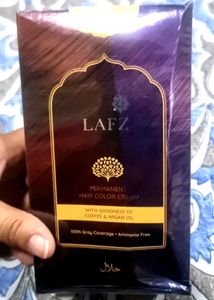 LAFZ
PERMANENT
HAIR COLOR CREAM
WITH GOODNESS OF
COFFEE & ARGAN OIL
100% Gray Coverage • Ammonia Free
حلال